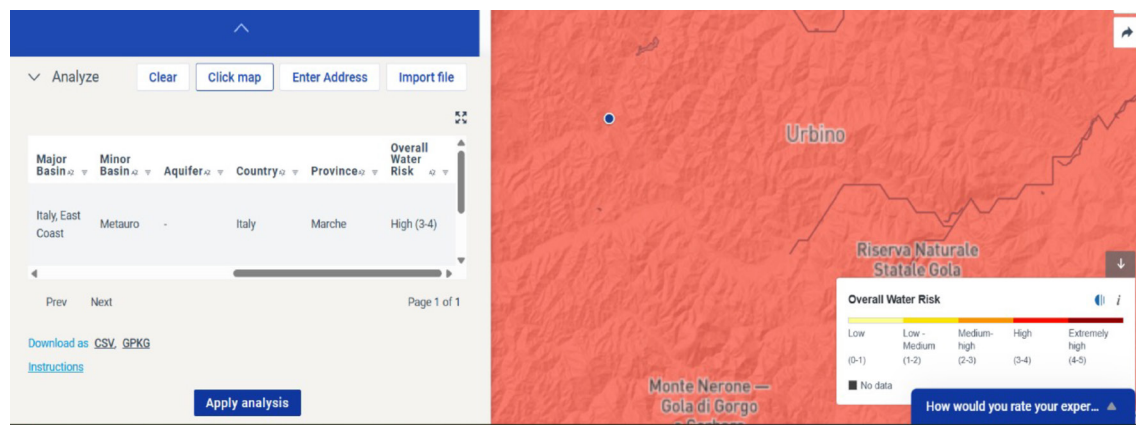 Analyze
Clear
Click map
Enter Address
Import file
Major Basin
Minor Basin
Aquifer
Country
Province
Overall Water Risk
Italy, East Coast
Metauro
-
Italy
Marche
High (3-4)
Prev
Next
Page 1 of 1
Download as CSV, GPKG
Instructions
Apply analysis
Urbino
Riserva Naturale
Statale Gola
Monte Nerone —
Gola di Gorgo
Overall Water Risk
i
Low
Low -
Medium
Medium-
high
High
Extremely
high
(0-1)
(1-2)
(2-3)
(3-4)
(4-5)
No data
How would you rate your exper...